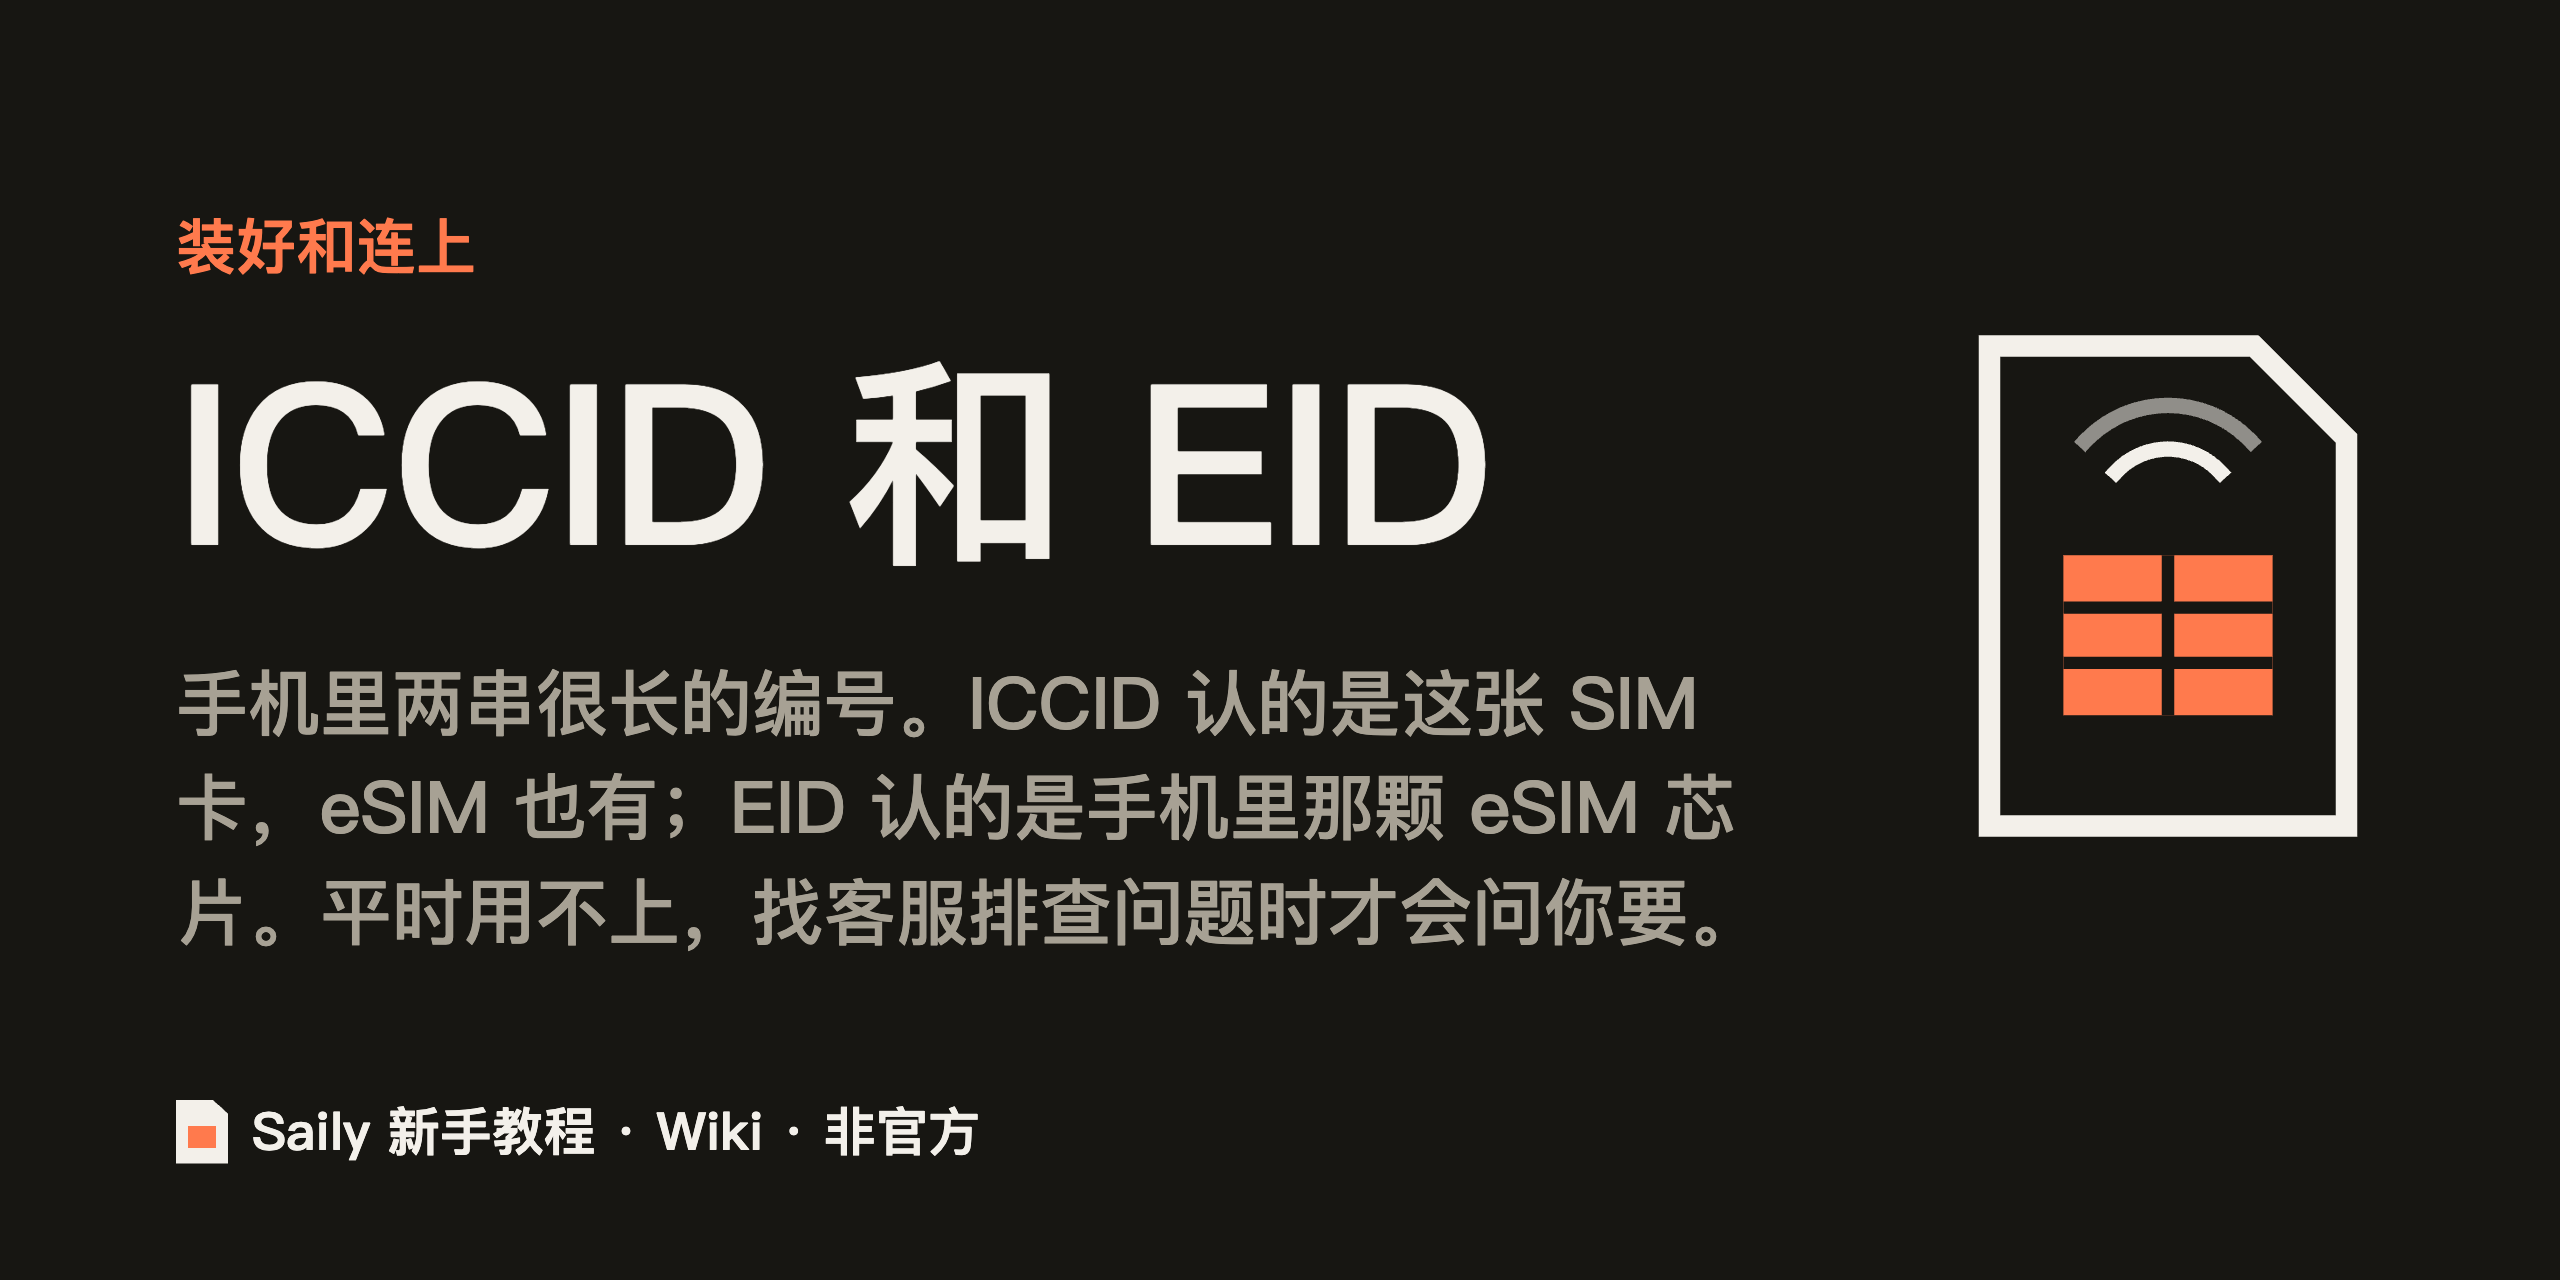 装好和连上
ICCID 和 EID
手机里两串很长的编号。ICCID 认的是这张 SIM
卡，eSIM 也有；EID 认的是手机里那颗 eSIM 芯
片。平时用不上，找客服排查问题时才会问你要。
Saily 新手教程 · Wiki · 非官方